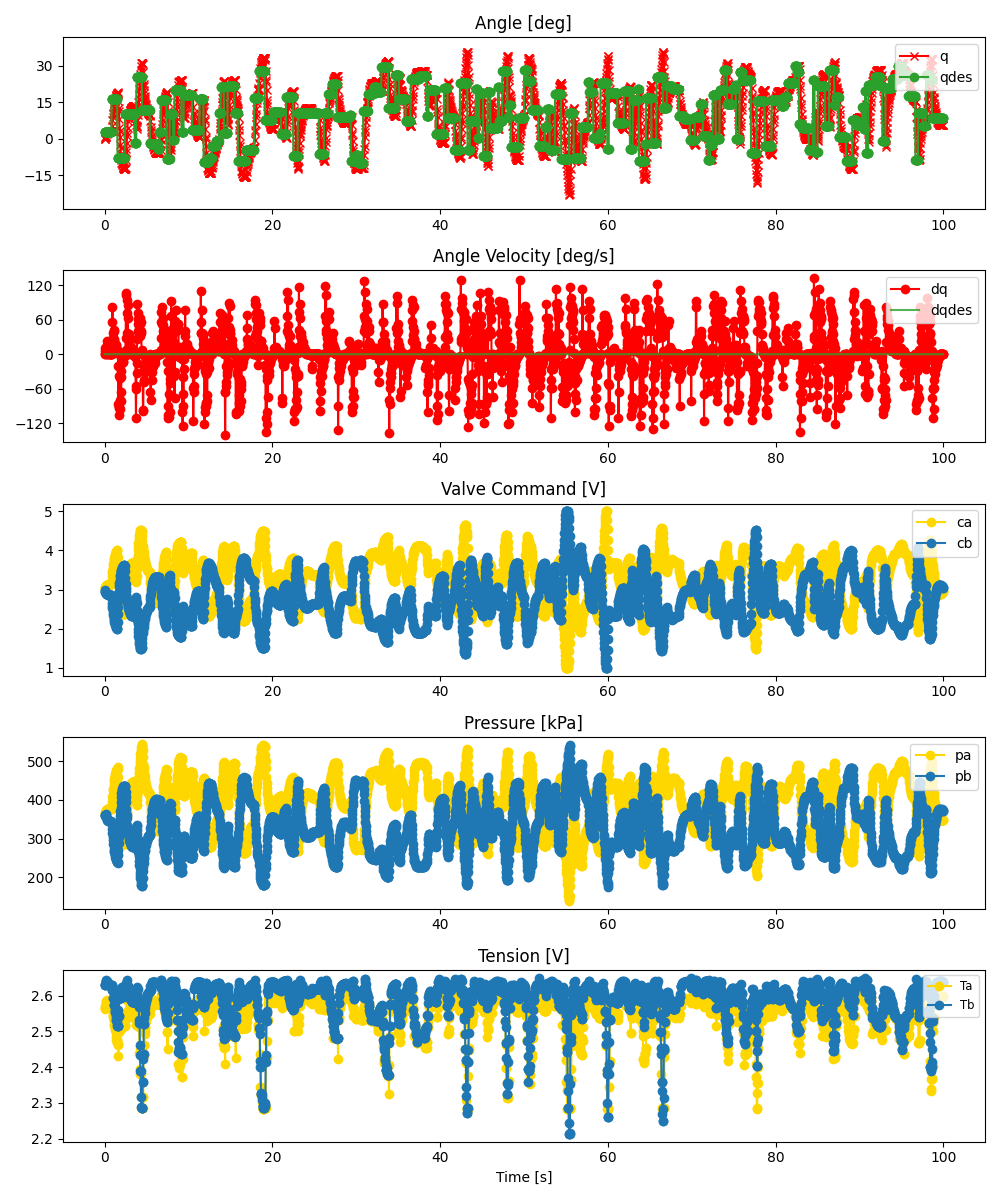 Angle [deg]
30
15
0
−15
q
qdes
0 20 40 60 80 100
Angle Velocity [deg/s]
120
60
0
−60
−120
dq
dqdes
0 20 40 60 80 100
Valve Command [V]
5
4
3
2
1
ca
cb
0 20 40 60 80 100
Pressure [kPa]
500
400
300
200
pa
pb
0 20 40 60 80 100
Tension [V]
2.6
2.5
2.4
2.3
2.2
Ta
Tb
0 20 40 60 80 100
Time [s]